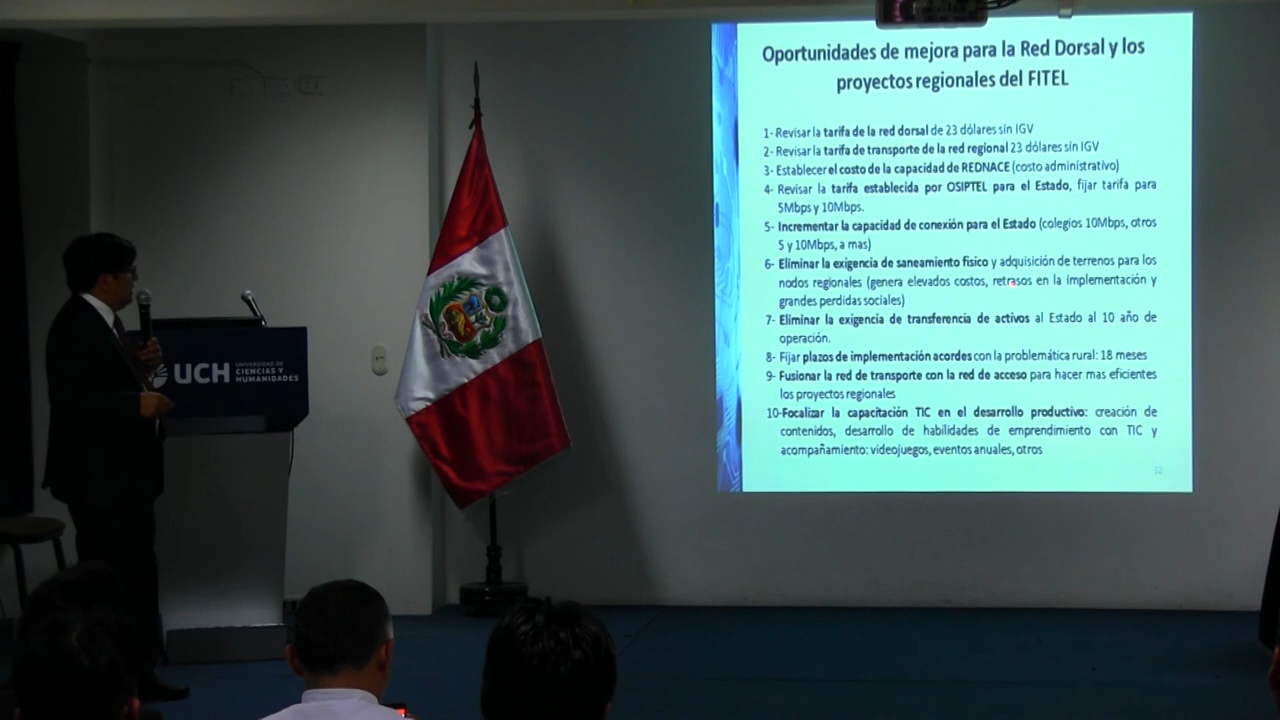 Oportunidades de mejora para la Red Dorsal y los
proyectos regionales del FITEL
1- Revisar la tarifa de la red dorsal de 23 dólares sin IGV
2- Revisar la tarifa de transporte de la red regional 23 dólares sin IGV
3- Establecer el costo de la capacidad de REDNACE (costo administrativo)
4- Revisar la tarifa establecida por OSIPTEL para el Estado, fijar tarifa para
5Mbps y 10Mbps.
5- Incrementar la capacidad de conexión para el Estado (colegios 10Mbps, otros
5 y 10Mbps, a mas)
6- Eliminar la exigencia de saneamiento fisico y adquisición de terrenos para los
nodos regionales (genera elevados costos, retrasos en la implementación y
grandes perdidas sociales)
7- Eliminar la exigencia de transferencia de activos al Estado al 10 año de
operación.
8- Fijar plazos de implementación acordes con la problemática rural: 18 meses
9- Fusionar la red de transporte con la red de acceso para hacer mas eficientes
los proyectos regionales
10-Focalizar la capacitación TIC en el desarrollo productivo: creación de
contenidos, desarrollo de habilidades de emprendimiento con TIC y
acompañamiento: videojuegos, eventos anuales, otros
32
UCH
UNIVERSIDAD DE
CIENCIAS Y
HUMANIDADES